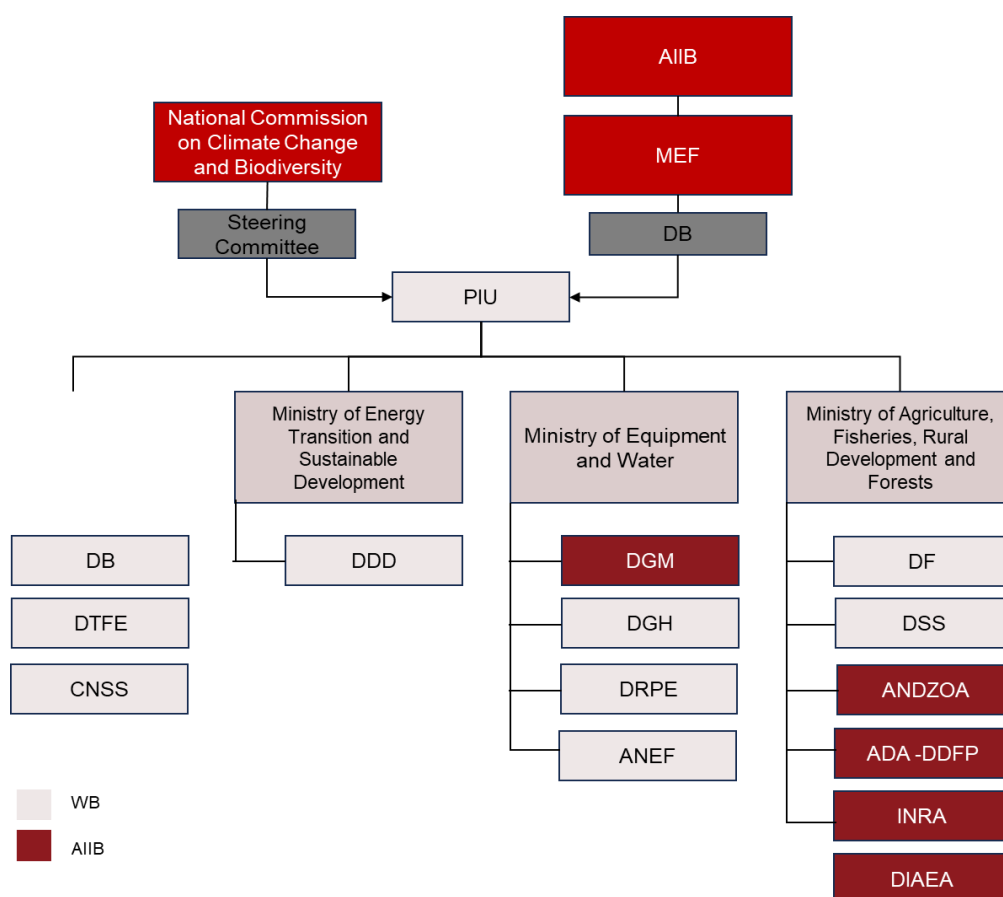 AIIB
National Commission
on Climate Change
and Biodiversity
MEF
Steering
Committee
DB
PIU
Ministry of Energy
Transition and
Sustainable
Development
Ministry of Equipment
and Water
Ministry of Agriculture,
Fisheries, Rural
Development and
Forests
DB
DDD
DGM
DF
DTFE
DGH
DSS
CNSS
DRPE
ANDZOA
ANEF
ADA -DDFP
INRA
DIAEA
WB
AIIB